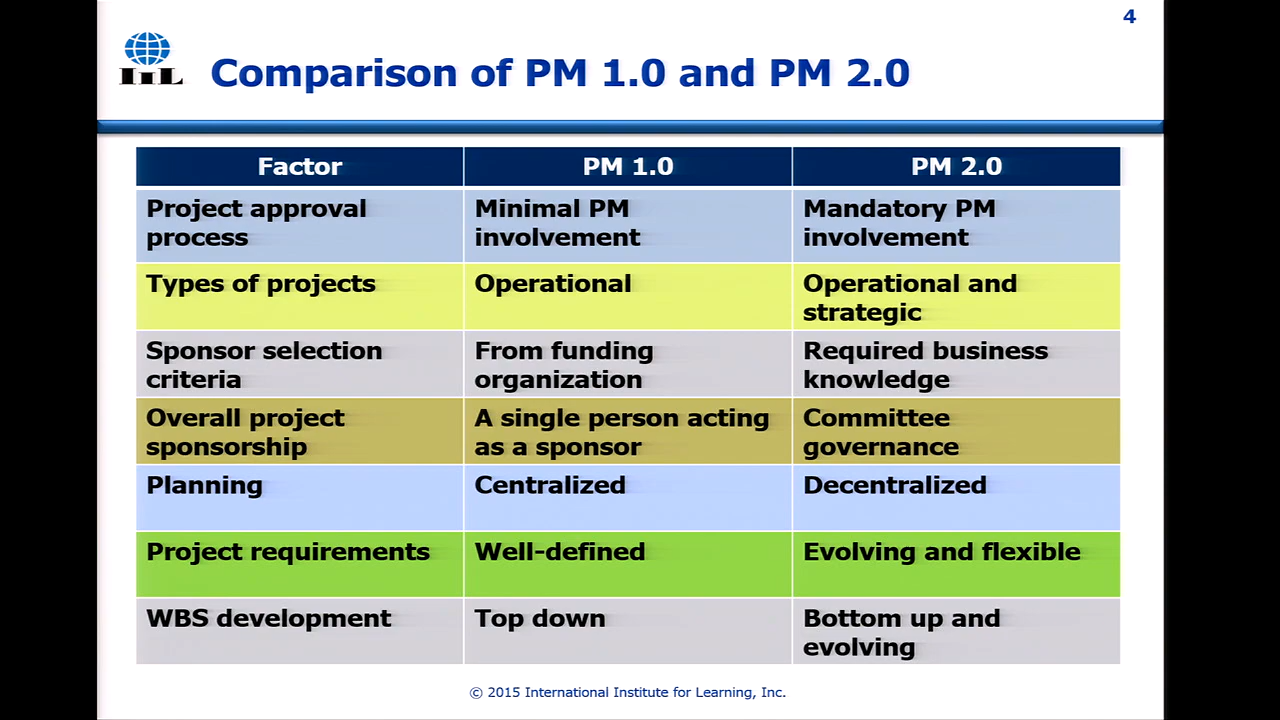 4
IIL
Comparison of PM 1.0 and PM 2.0
Factor PM 1.0 PM 2.0
Project approval process Minimal PM involvement Mandatory PM involvement
Types of projects Operational Operational and strategic
Sponsor selection criteria From funding organization Required business knowledge
Overall project sponsorship A single person acting as a sponsor Committee governance
Planning Centralized Decentralized
Project requirements Well-defined Evolving and flexible
WBS development Top down Bottom up and evolving
© 2015 International Institute for Learning, Inc.